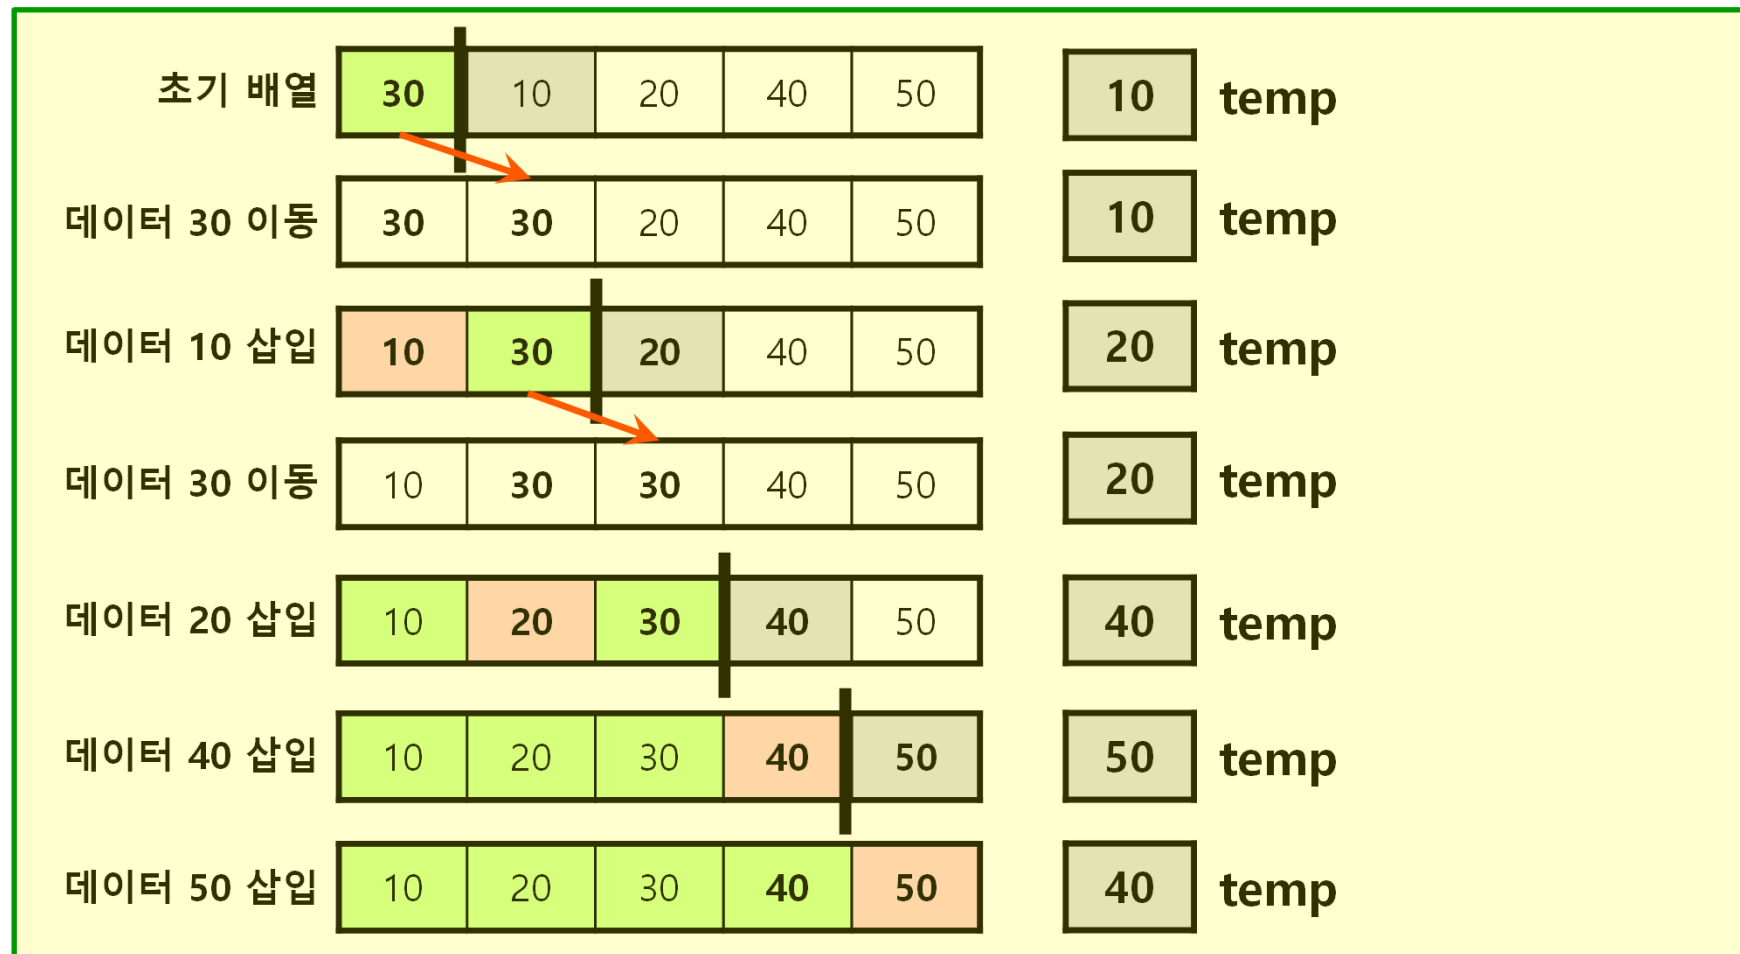 초기 배열 30 10 20 40 50 10 temp
데이터 30 이동 30 30 20 40 50 10 temp
데이터 10 삽입 10 30 20 40 50 20 temp
데이터 30 이동 10 30 30 40 50 20 temp
데이터 20 삽입 10 20 30 40 50 40 temp
데이터 40 삽입 10 20 30 40 50 50 temp
데이터 50 삽입 10 20 30 40 50 40 temp